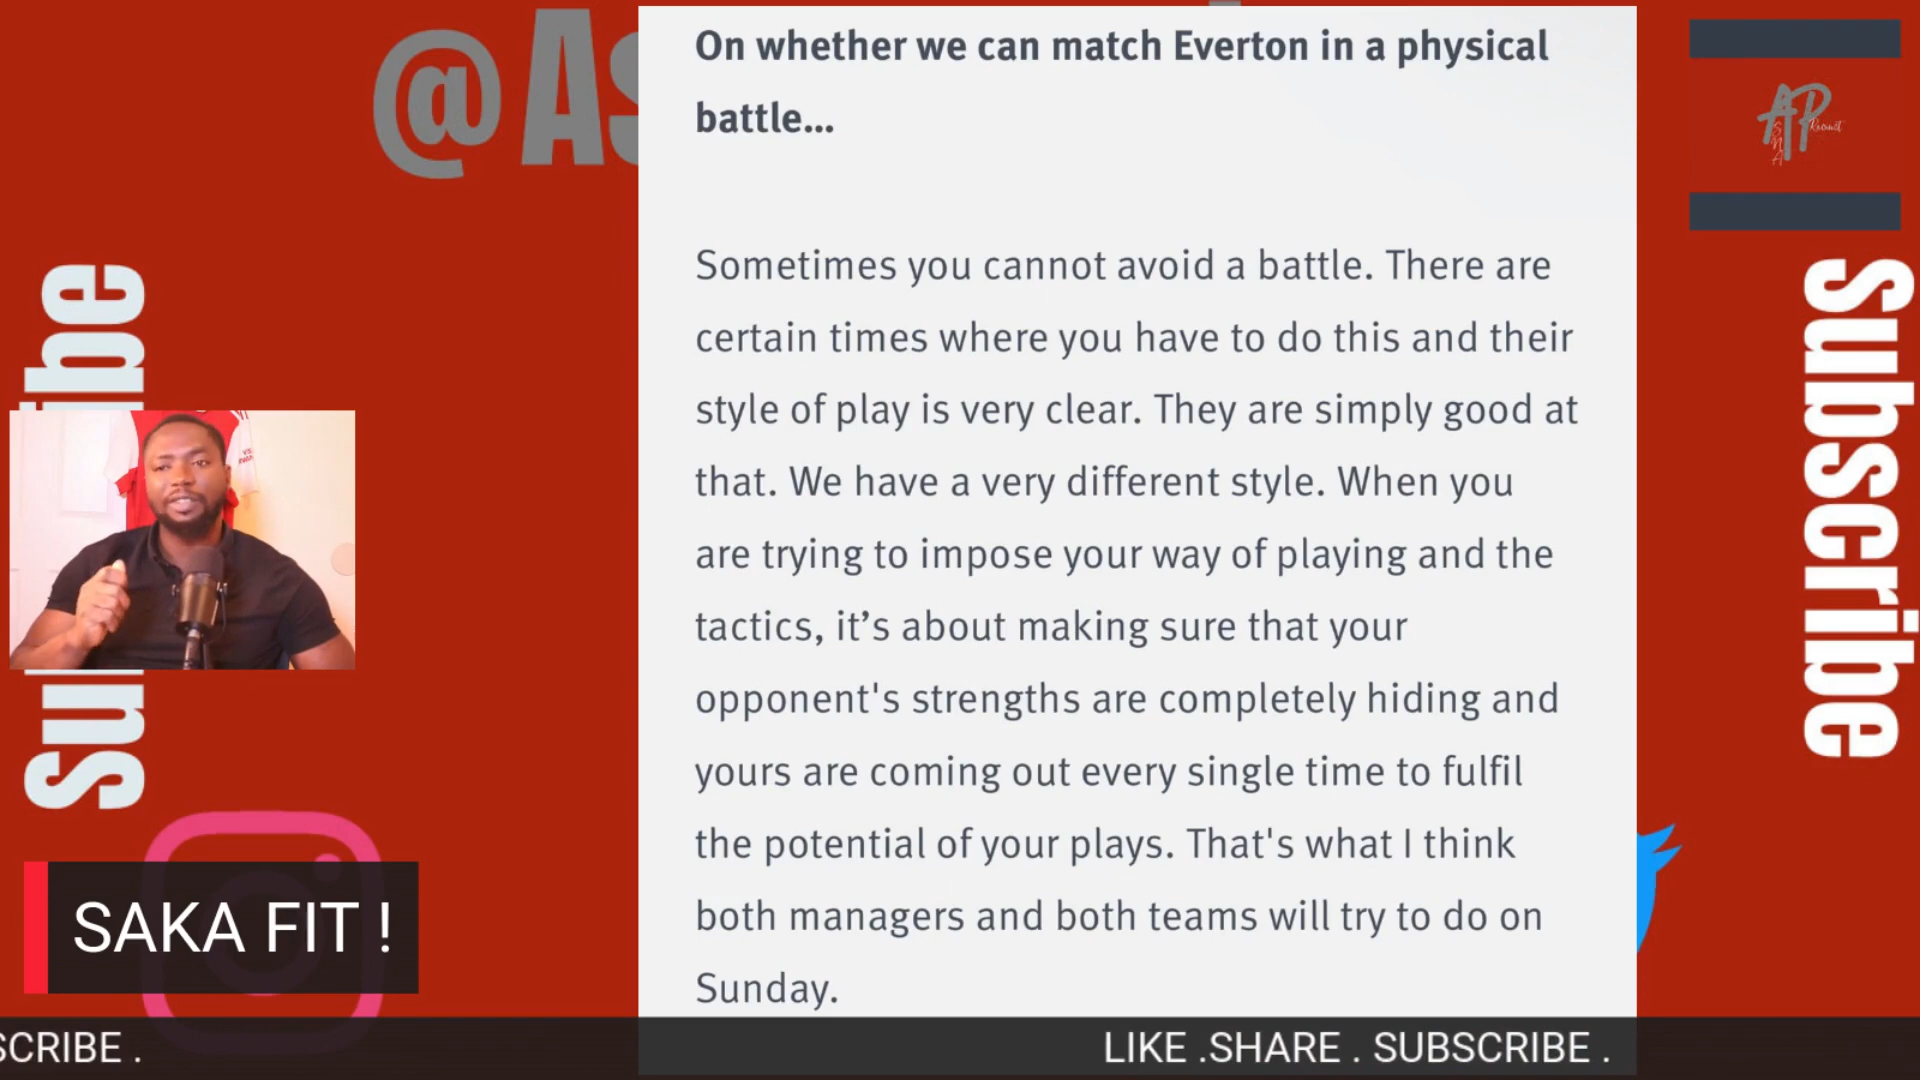 @AS
On whether we can match Everton in a physical
battle...
Sometimes you cannot avoid a battle. There are
certain times where you have to do this and their
style of play is very clear. They are simply good at
that. We have a very different style. When you
are trying to impose your way of playing and the
tactics, it’s about making sure that your
opponent's strengths are completely hiding and
yours are coming out every single time to fulfil
the potential of your plays. That's what I think
both managers and both teams will try to do on
Sunday.
AP
Subscribe
SAKA FIT !
SCRIBE .
LIKE .SHARE . SUBSCRIBE .